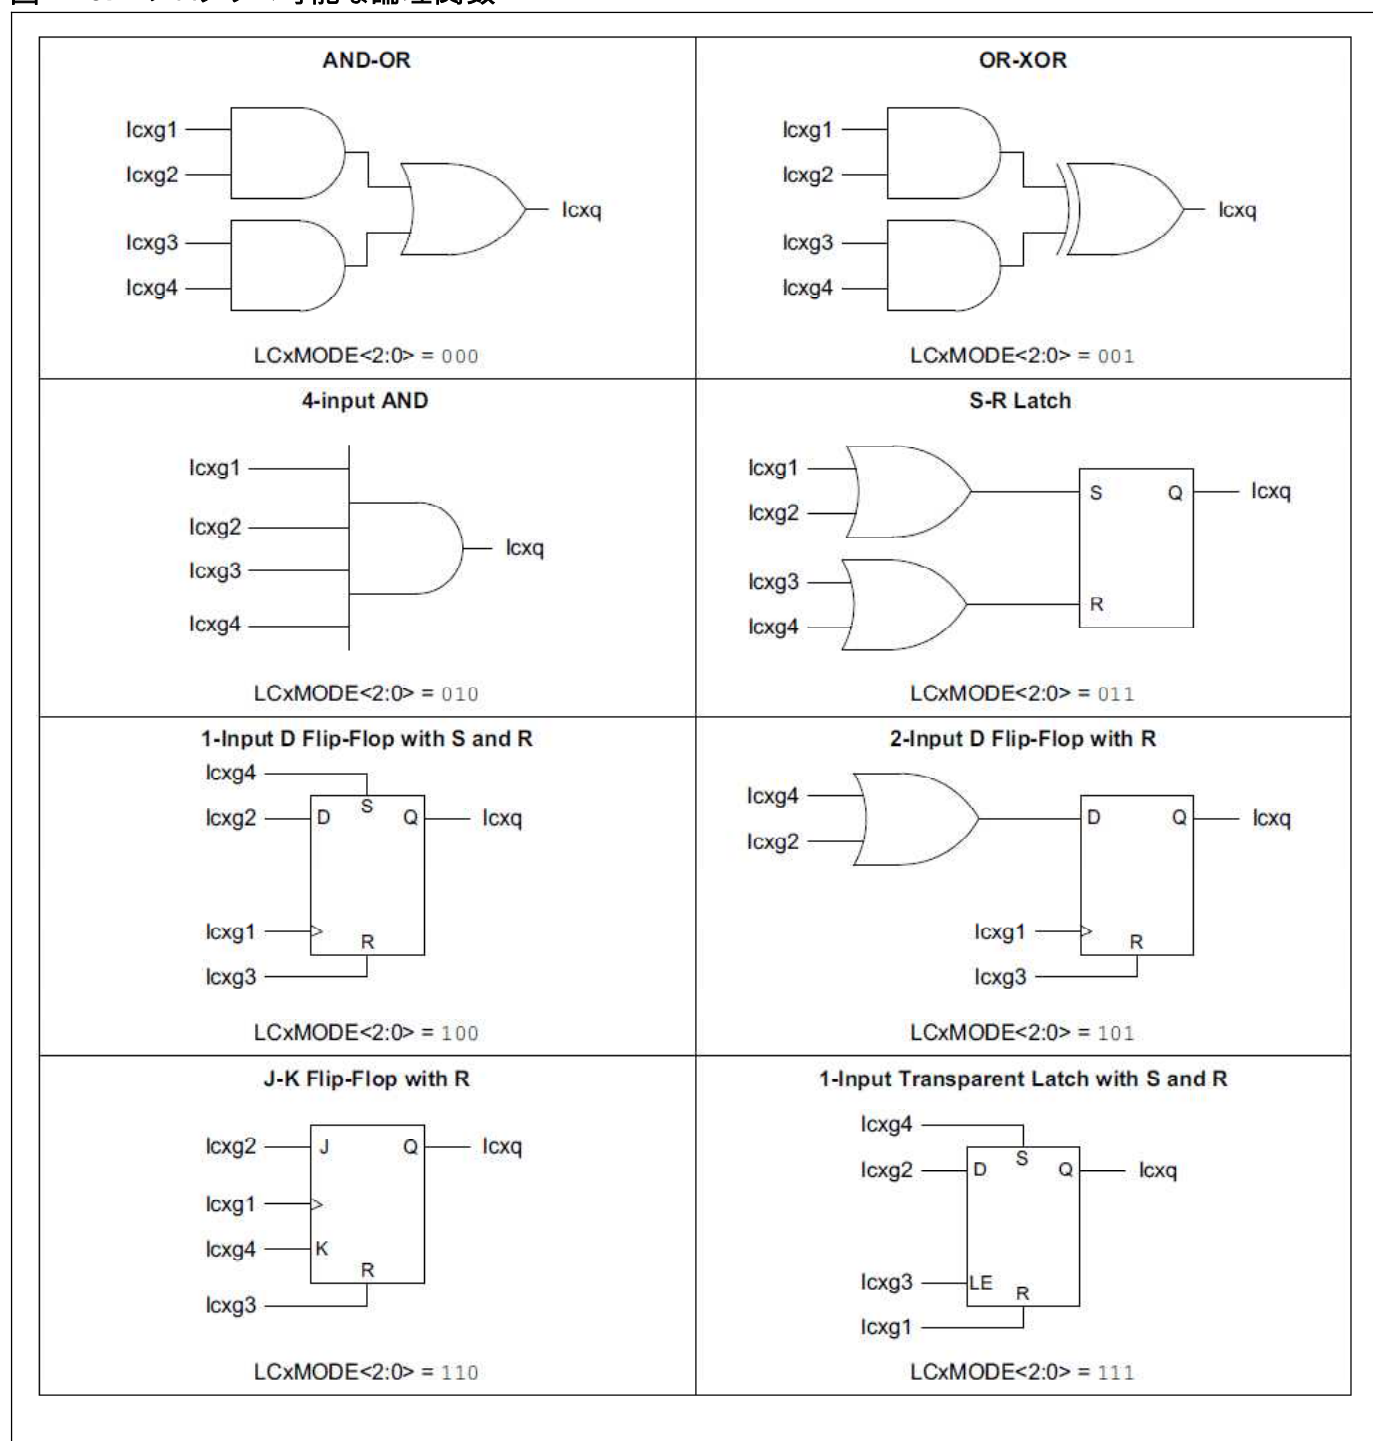 AND-OR
lcxg1
lcxg2
lcxg3
lcxg4
lcxq
LCxMODE<2:0> = 000
OR-XOR
lcxg1
lcxg2
lcxg3
lcxg4
lcxq
LCxMODE<2:0> = 001
4-input AND
lcxg1
lcxg2
lcxg3
lcxg4
lcxq
LCxMODE<2:0> = 010
S-R Latch
lcxg1
lcxg2
lcxg3
lcxg4
S Q lcxq
R
LCxMODE<2:0> = 011
1-Input D Flip-Flop with S and R
lcxg4
S
lcxg2 D Q lcxq
lcxg1
R
lcxg3
LCxMODE<2:0> = 100
2-Input D Flip-Flop with R
lcxg4
lcxg2
D Q lcxq
lcxg1
R
lcxg3
LCxMODE<2:0> = 101
J-K Flip-Flop with R
lcxg2 J Q lcxq
lcxg1
lcxg4 K
R
lcxg3
LCxMODE<2:0> = 110
1-Input Transparent Latch with S and R
lcxg4
S
lcxg2 D Q lcxq
lcxg3 LE
R
lcxg1
LCxMODE<2:0> = 111